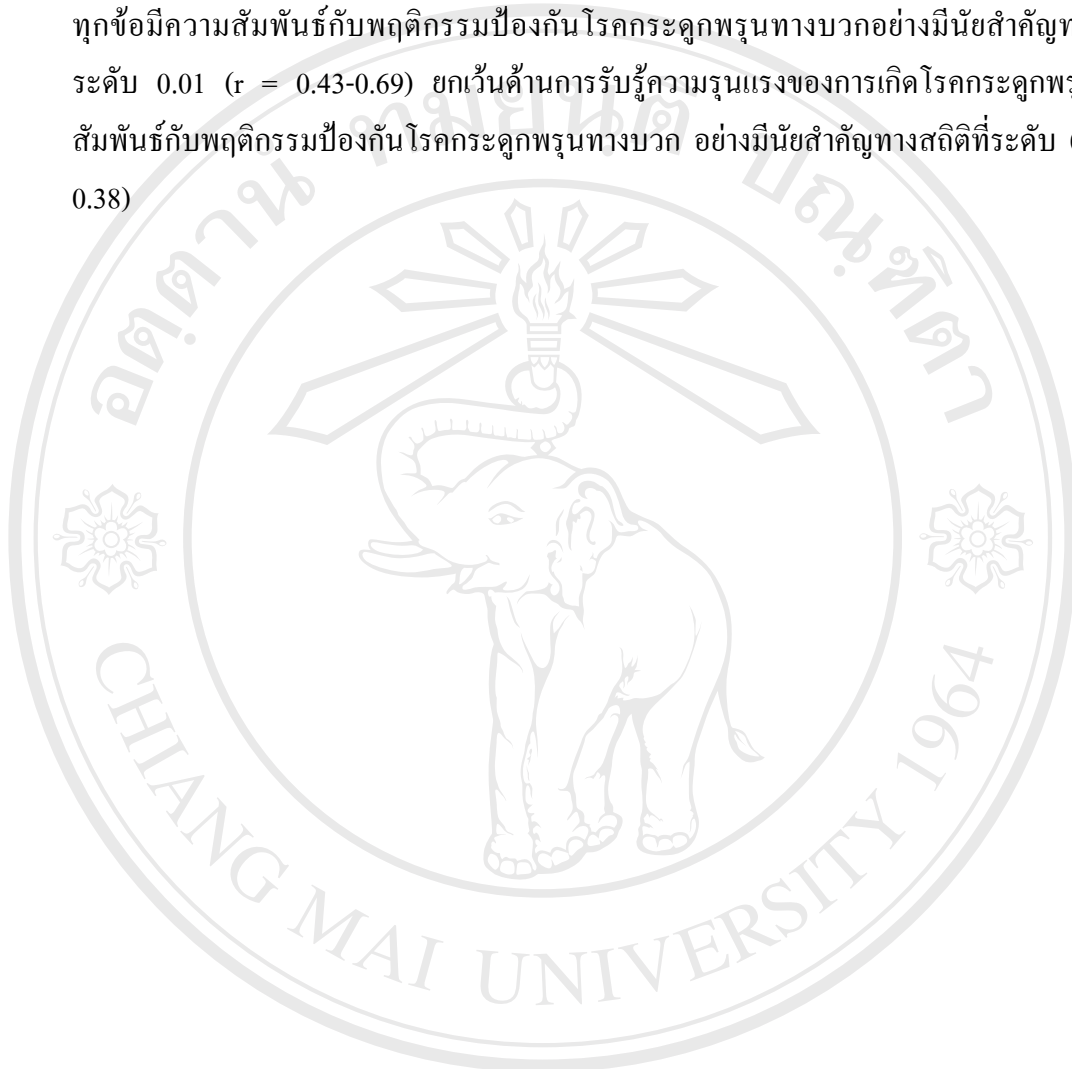 ทุกข้อมีความสัมพันธ์กับพฤติกรรมป้องกันโรคกระดูกพรุนทางบวกอย่างมีนัยสำคัญท
ระดับ 0.01 (r = 0.43-0.69) ยกเว้นด้านการรับรู้ความรุนแรงของการเกิดโรคกระดูกพรุ
สัมพันธ์กับพฤติกรรมป้องกันโรคกระดูกพรุนทางบวก อย่างมีนัยสำคัญทางสถิติที่ระดับ
0.38)
CHIANG MAI UNIVERSITY 1964